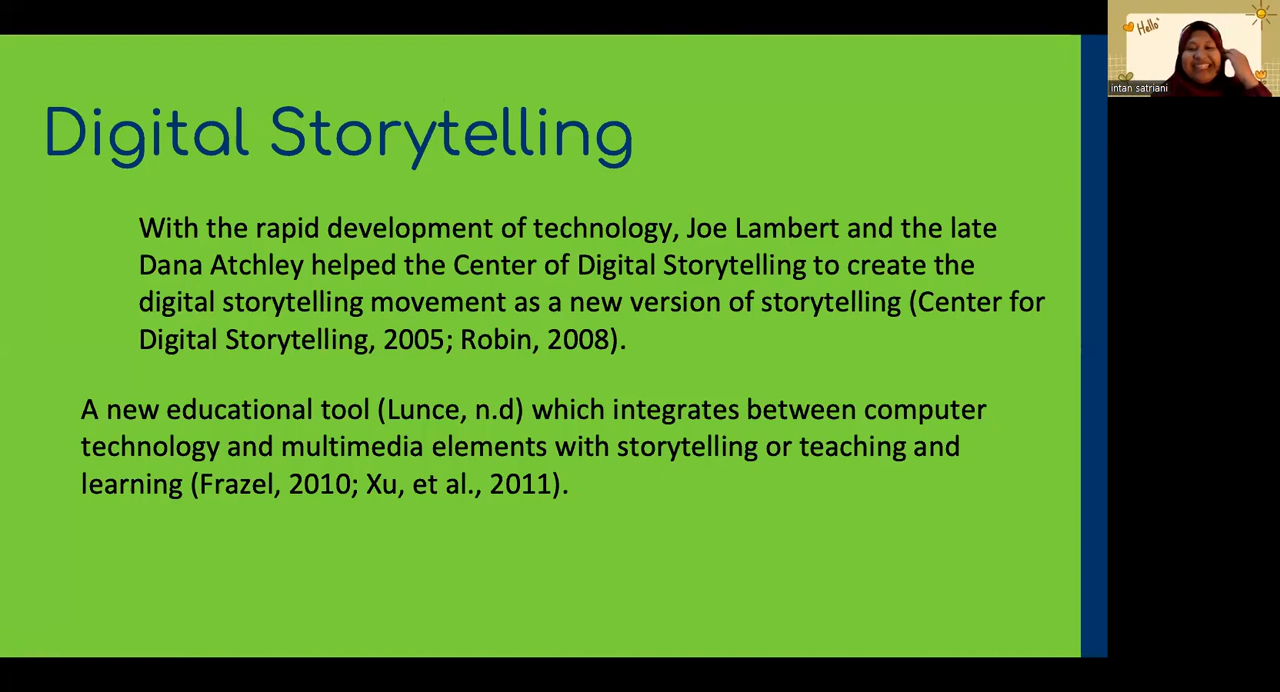 Digital Storytelling
With the rapid development of technology, Joe Lambert and the late
Dana Atchley helped the Center of Digital Storytelling to create the
digital storytelling movement as a new version of storytelling (Center for
Digital Storytelling, 2005; Robin, 2008).
A new educational tool (Lunce, n.d) which integrates between computer
technology and multimedia elements with storytelling or teaching and
learning (Frazel, 2010; Xu, et al., 2011).
Hello
intan satriani